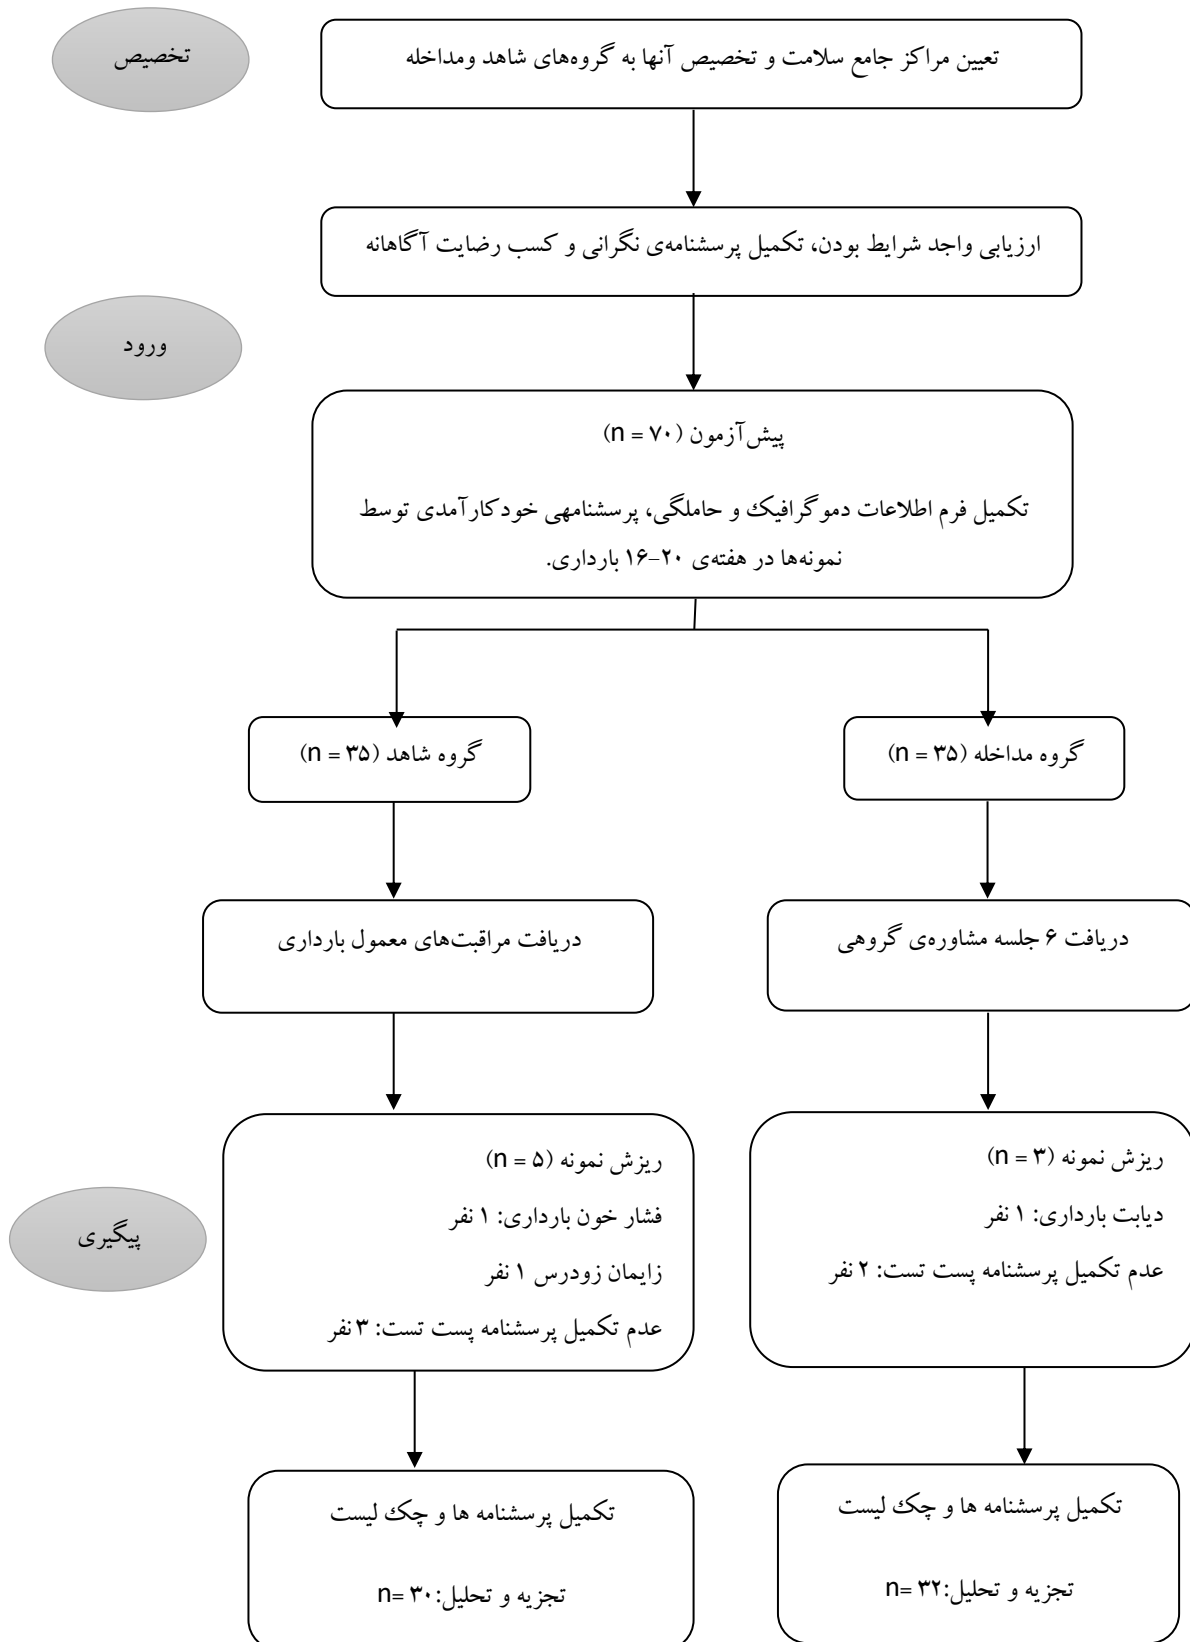 تخصیص
تعیین مراکز جامع سلامت و تخصیص آنها به گروه‌های شاهد ومداخله
ارزیابی واجد شرایط بودن، تکمیل پرسشنامه‌ی نگرانی و کسب رضایت آگاهانه
ورود
پیش‌آزمون (n = ۷۰)
تکمیل فرم اطلاعات دموگرافیک و حاملگی، پرسشنامهی خودکارآمدی توسط
نمونه‌ها در هفته‌ی ۲۰-۱۶ بارداری.
گروه مداخله (n = ۳۵)
گروه شاهد (n = ۳۵)
دریافت ۶ جلسه مشاوره‌ی گروهی
دریافت مراقبت‌های معمول بارداری
ریزش نمونه (n = ۳)
دیابت بارداری: ۱ نفر
عدم تکمیل پرسشنامه پست تست: ۲ نفر
ریزش نمونه (n = ۵)
فشار خون بارداری: ۱ نفر
زایمان زودرس ۱ نفر
عدم تکمیل پرسشنامه پست تست: ۳ نفر
پیگیری
تکمیل پرسشنامه ها و چک لیست
تجزیه و تحلیل:n= ۳۲
تکمیل پرسشنامه ها و چک لیست
تجزیه و تحلیل:n= ۳۰